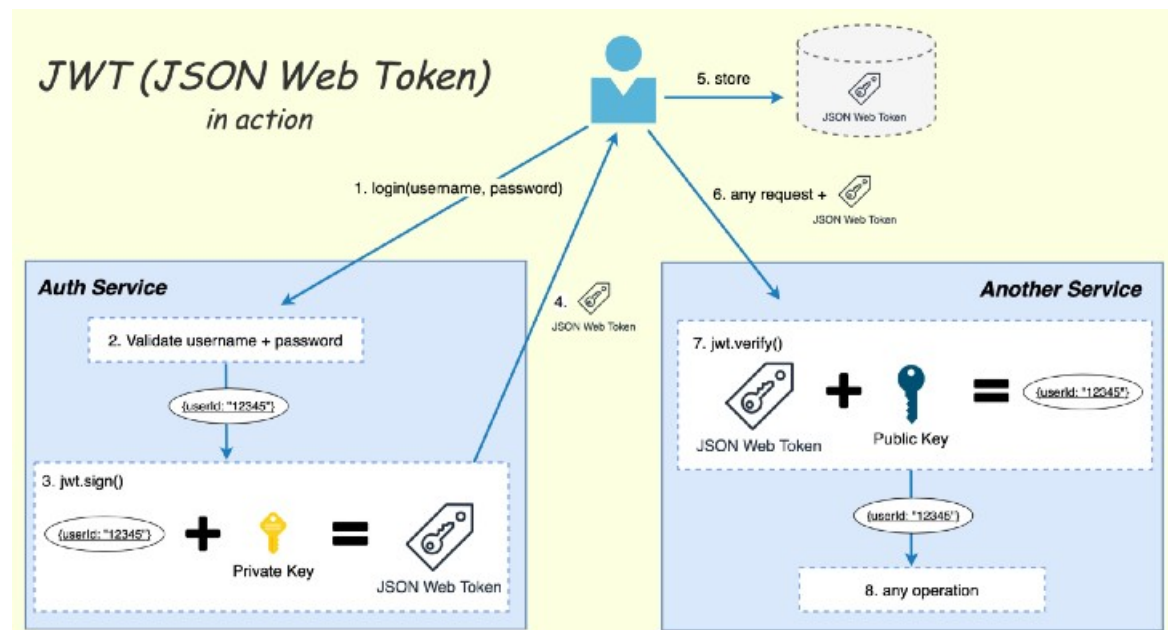 JWT (JSON Web Token)
in action
5. store
JSON Web Token
1. login(username, password)
6. any request +
JSON Web Token
Auth Service
2. Validate username + password
{userId: "12345"}
3. jwt.sign()
{userId: "12345"}
Private Key
JSON Web Token
4.
JSON Web Token
Another Service
7. jwt.verify()
JSON Web Token
Public Key
{userId: "12345"}
{userId: "12345"}
8. any operation